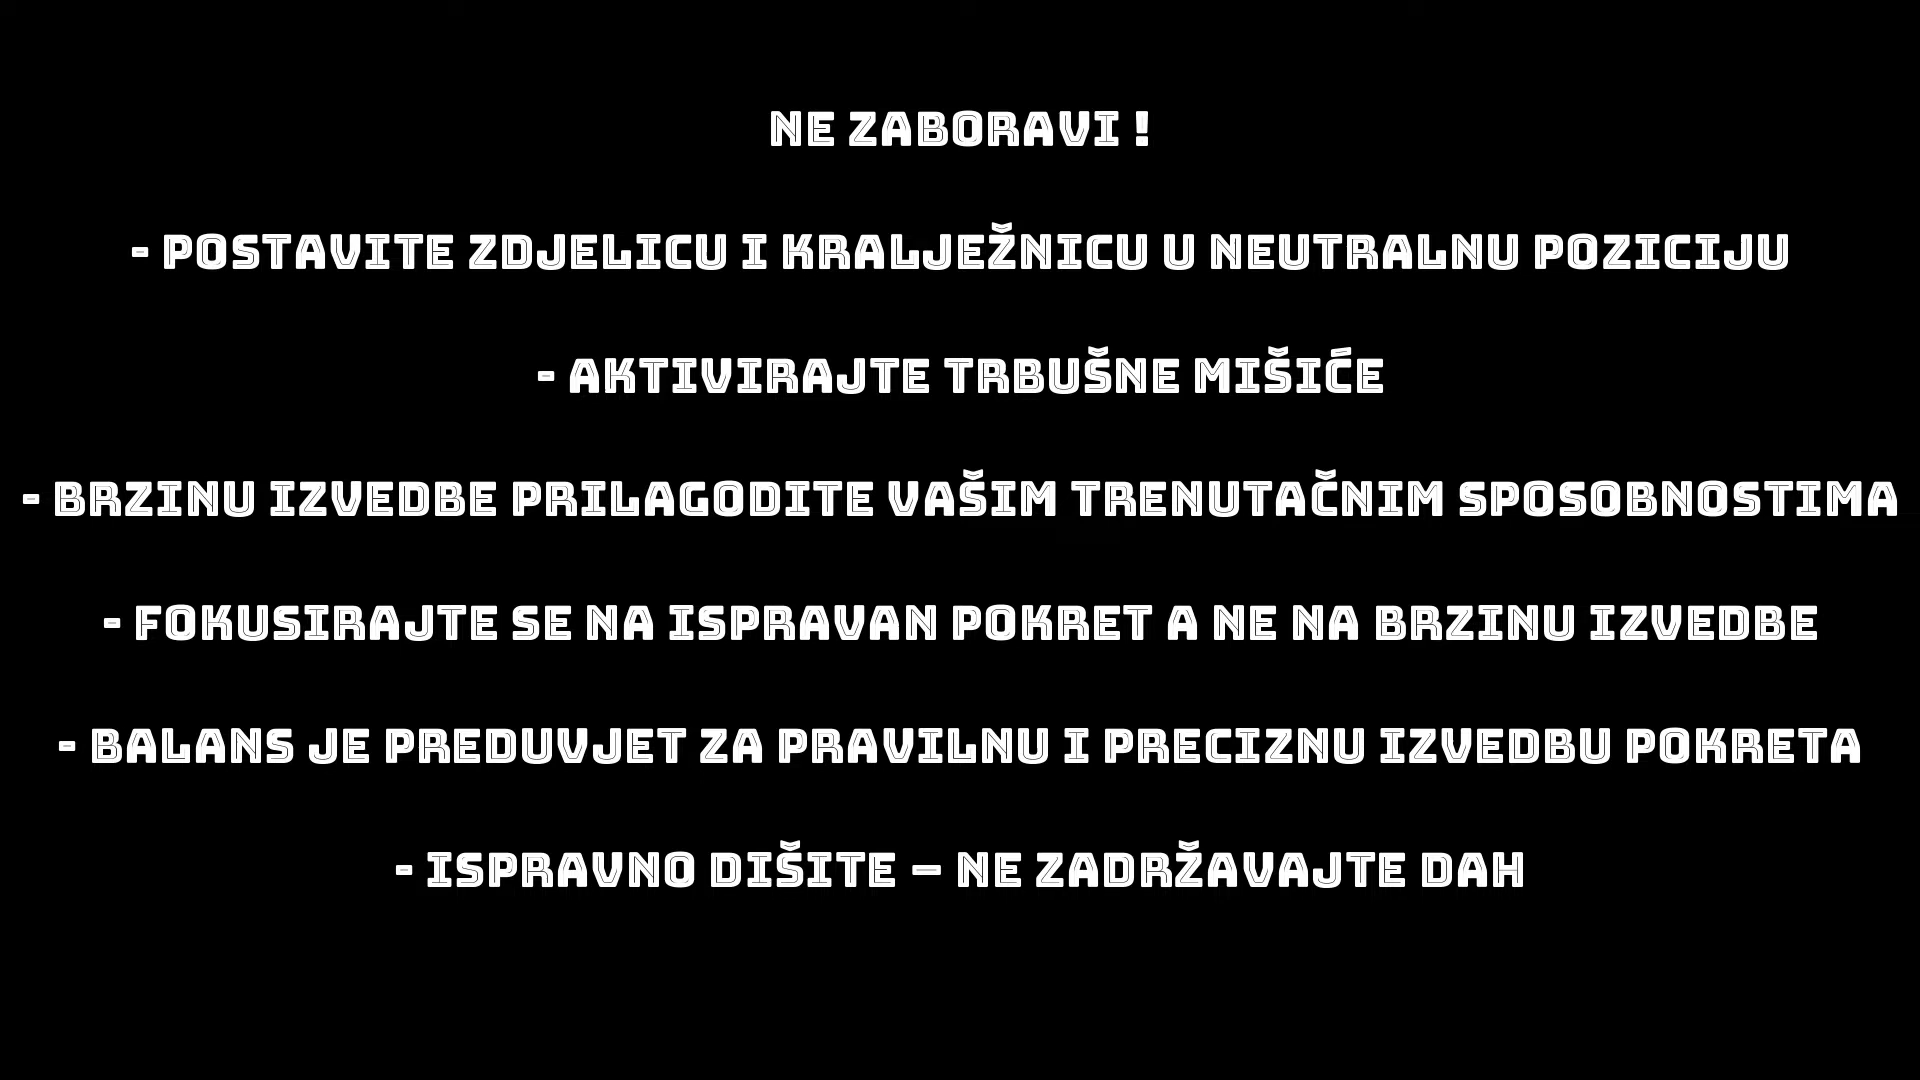 NE ZABORAVI !
- POSTAVITE ZDJELICU I KRALJEŽNICU U NEUTRALNU POZICIJU
- AKTIVIRAJTE TRBUŠNE MIŠIĆE
- BRZINU IZVEDBE PRILAGODITE VAŠIM TRENUTAČNIM SPOSOBNOSTIMA
- FOKUSIRAJTE SE NA ISPRAVAN POKRET A NE NA BRZINU IZVEDBE
- BALANS JE PREDUVJET ZA PRAVILNU I PRECIZNU IZVEDBU POKRETA
- ISPRAVNO DIŠITE – NE ZADRŽAVAJTE DAH